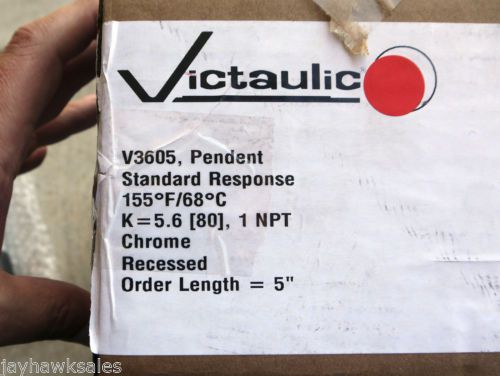 Victaulic
V3605, Pendent
Standard Response
155°F/68°C
K=5.6 [80], 1 NPT
Chrome
Recessed
Order Length = 5"
jayhawksales